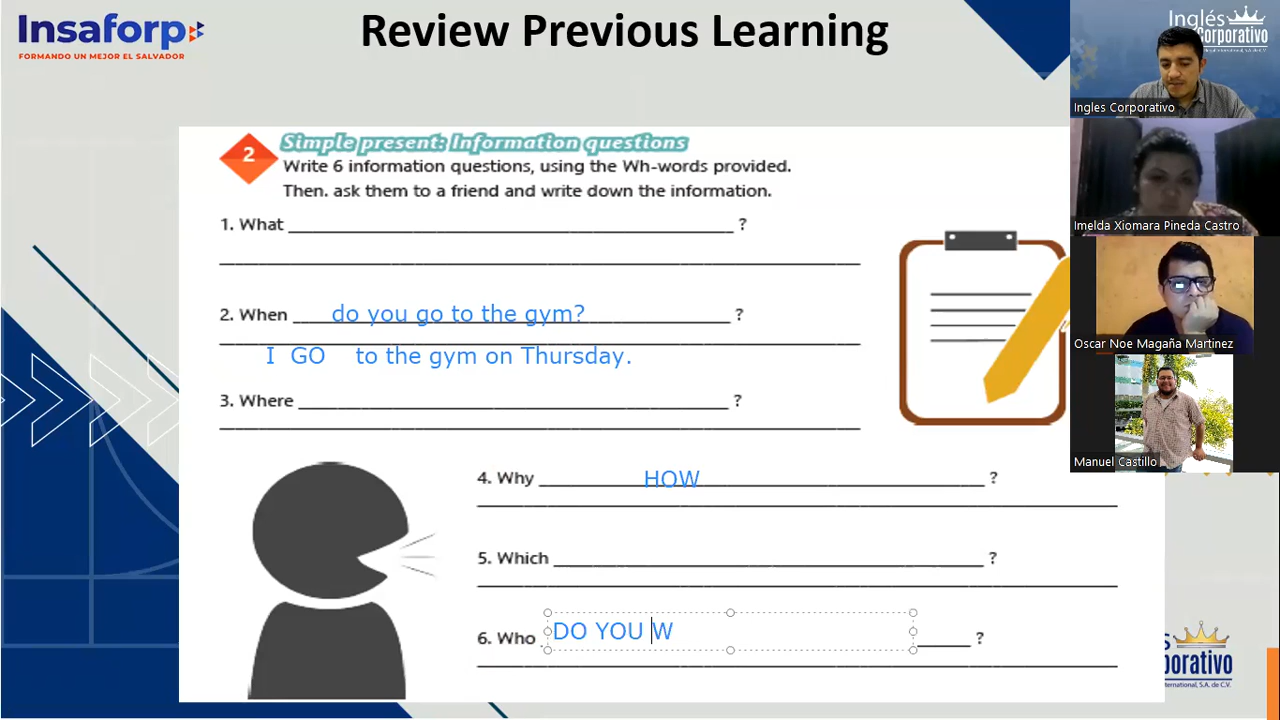 Insaforp
FORMANDO UN MEJOR EL SALVADOR
Review Previous Learning
Inglés
Corporativo
Ingles Corporativo
Imelda Xiomara Pineda Castro
Oscar Noe Magaña Martinez
Manuel Castillo
2
Simple present: Information questions
Write 6 information questions, using the Wh-words provided.
Then. ask them to a friend and write down the information.
1. What ?
2. When do you go to the gym? ?
I GO to the gym on Thursday.
3. Where ?
4. Why HOW ?
5. Which ?
6. Who DO YOU W ?
porativo
International, S.A. de C.V.